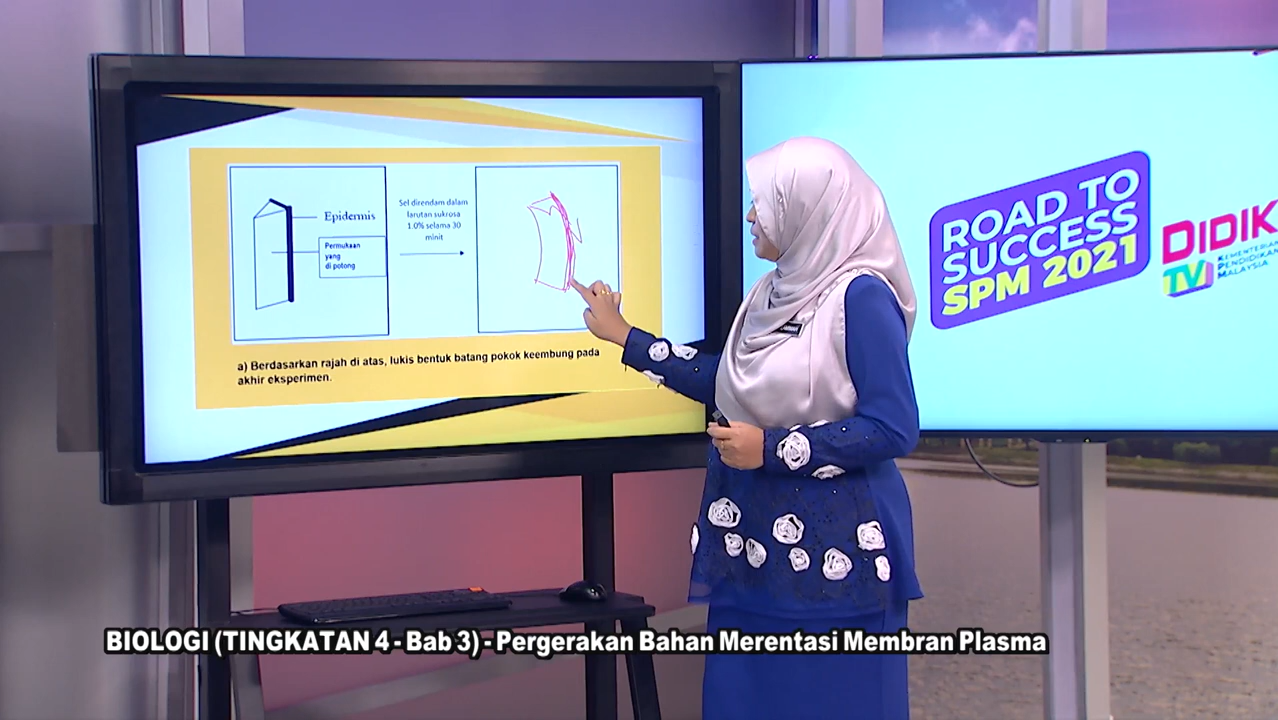 Epidermis
Permukaan
yang
di potong
Sel direndam dalam
larutan sukrosa
1.0% selama 30
minit
a) Berdasarkan rajah di atas, lukis bentuk batang pokok keembung pada
akhir eksperimen.
ROAD TO
SUCCESS
SPM 2021
DIDIK
TV
KEMENTERIAN
PENDIDIKAN
MALAYSIA
BIOLOGI (TINGKATAN 4 - Bab 3) - Pergerakan Bahan Merentasi Membran Plasma